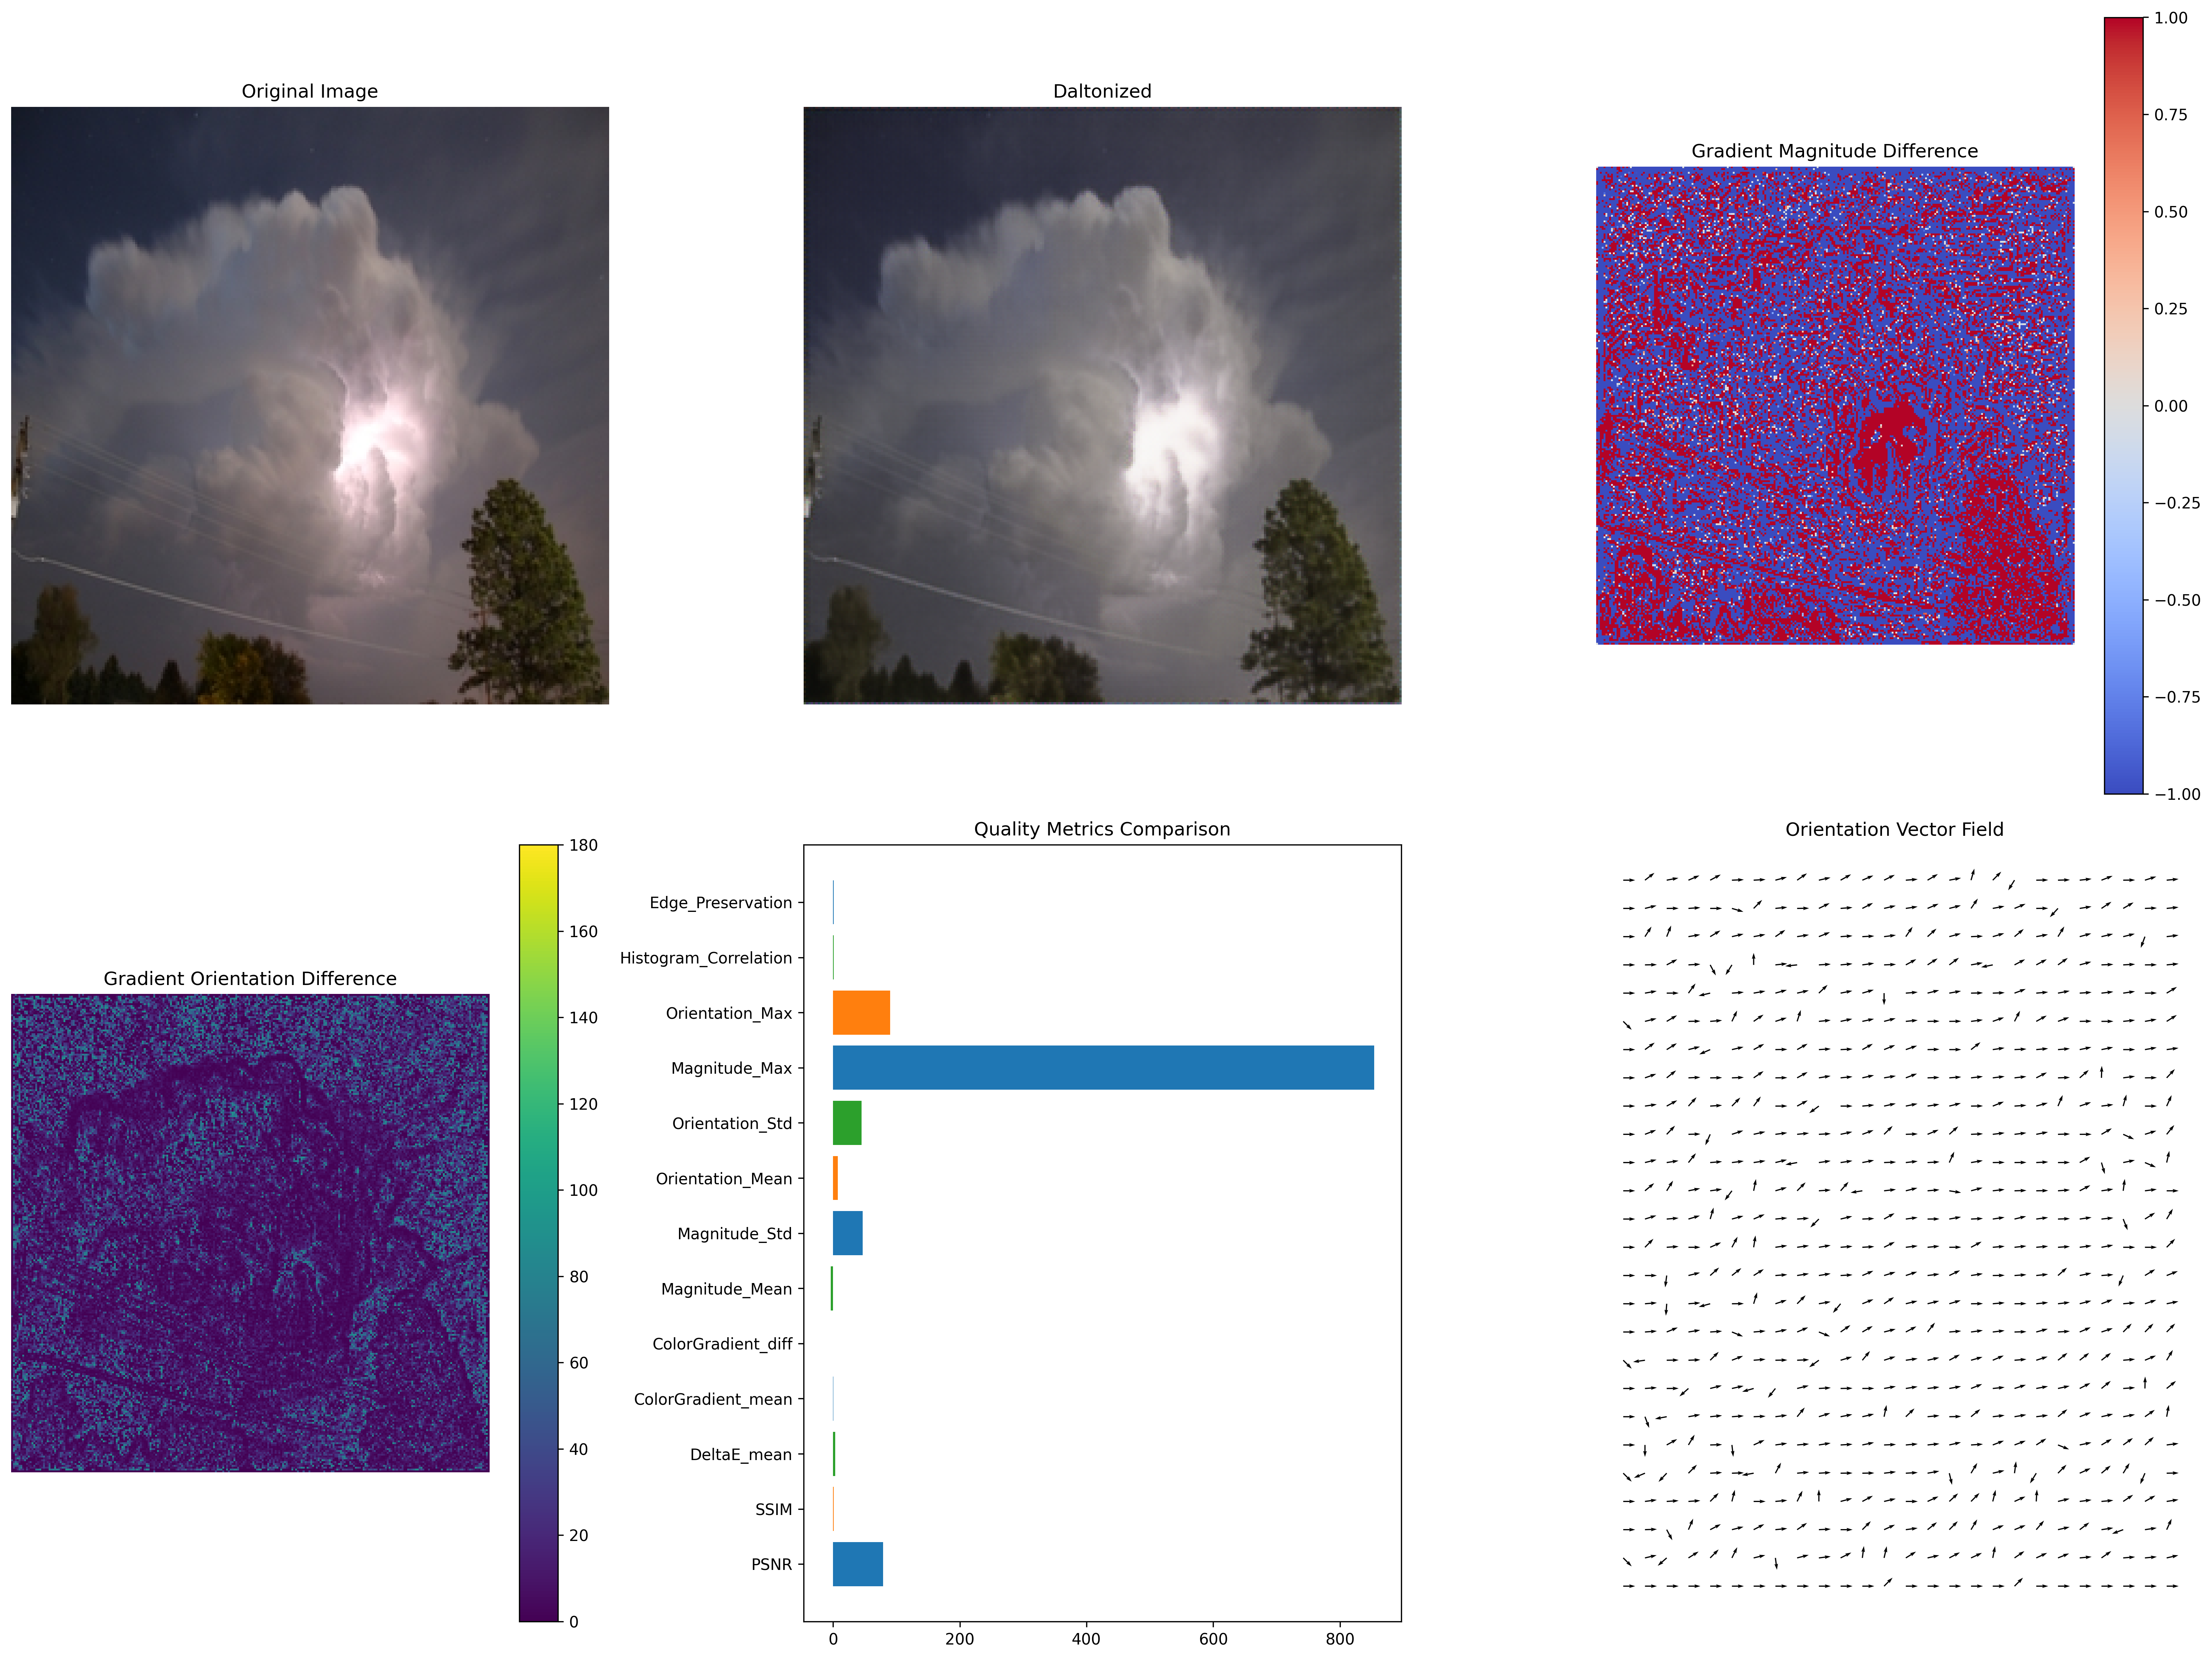 Original Image
Daltonized
Gradient Magnitude Difference
1.00
0.75
0.50
0.25
0.00
−0.25
−0.50
−0.75
−1.00
Gradient Orientation Difference
180
160
140
120
100
80
60
40
20
0
Quality Metrics Comparison
Edge_Preservation
Histogram_Correlation
Orientation_Max
Magnitude_Max
Orientation_Std
Orientation_Mean
Magnitude_Std
Magnitude_Mean
ColorGradient_diff
ColorGradient_mean
DeltaE_mean
SSIM
PSNR
0 200 400 600 800
Orientation Vector Field